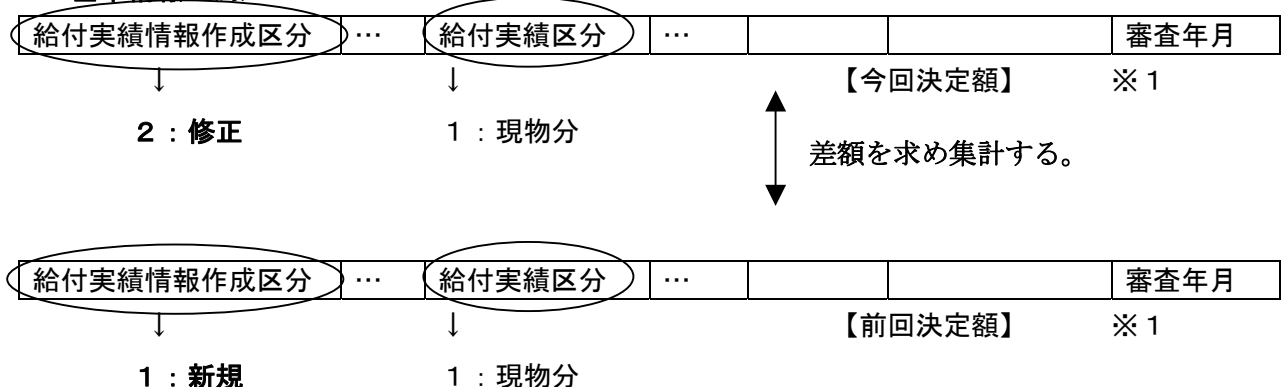 給付実績情報作成区分 … 給付実績区分 … 審査年月
↓ ↓ 【今回決定額】 ※1
2:修正 1:現物分
差額を求め集計する。
給付実績情報作成区分 … 給付実績区分 … 審査年月
↓ ↓ 【前回決定額】 ※1
1:新規 1:現物分